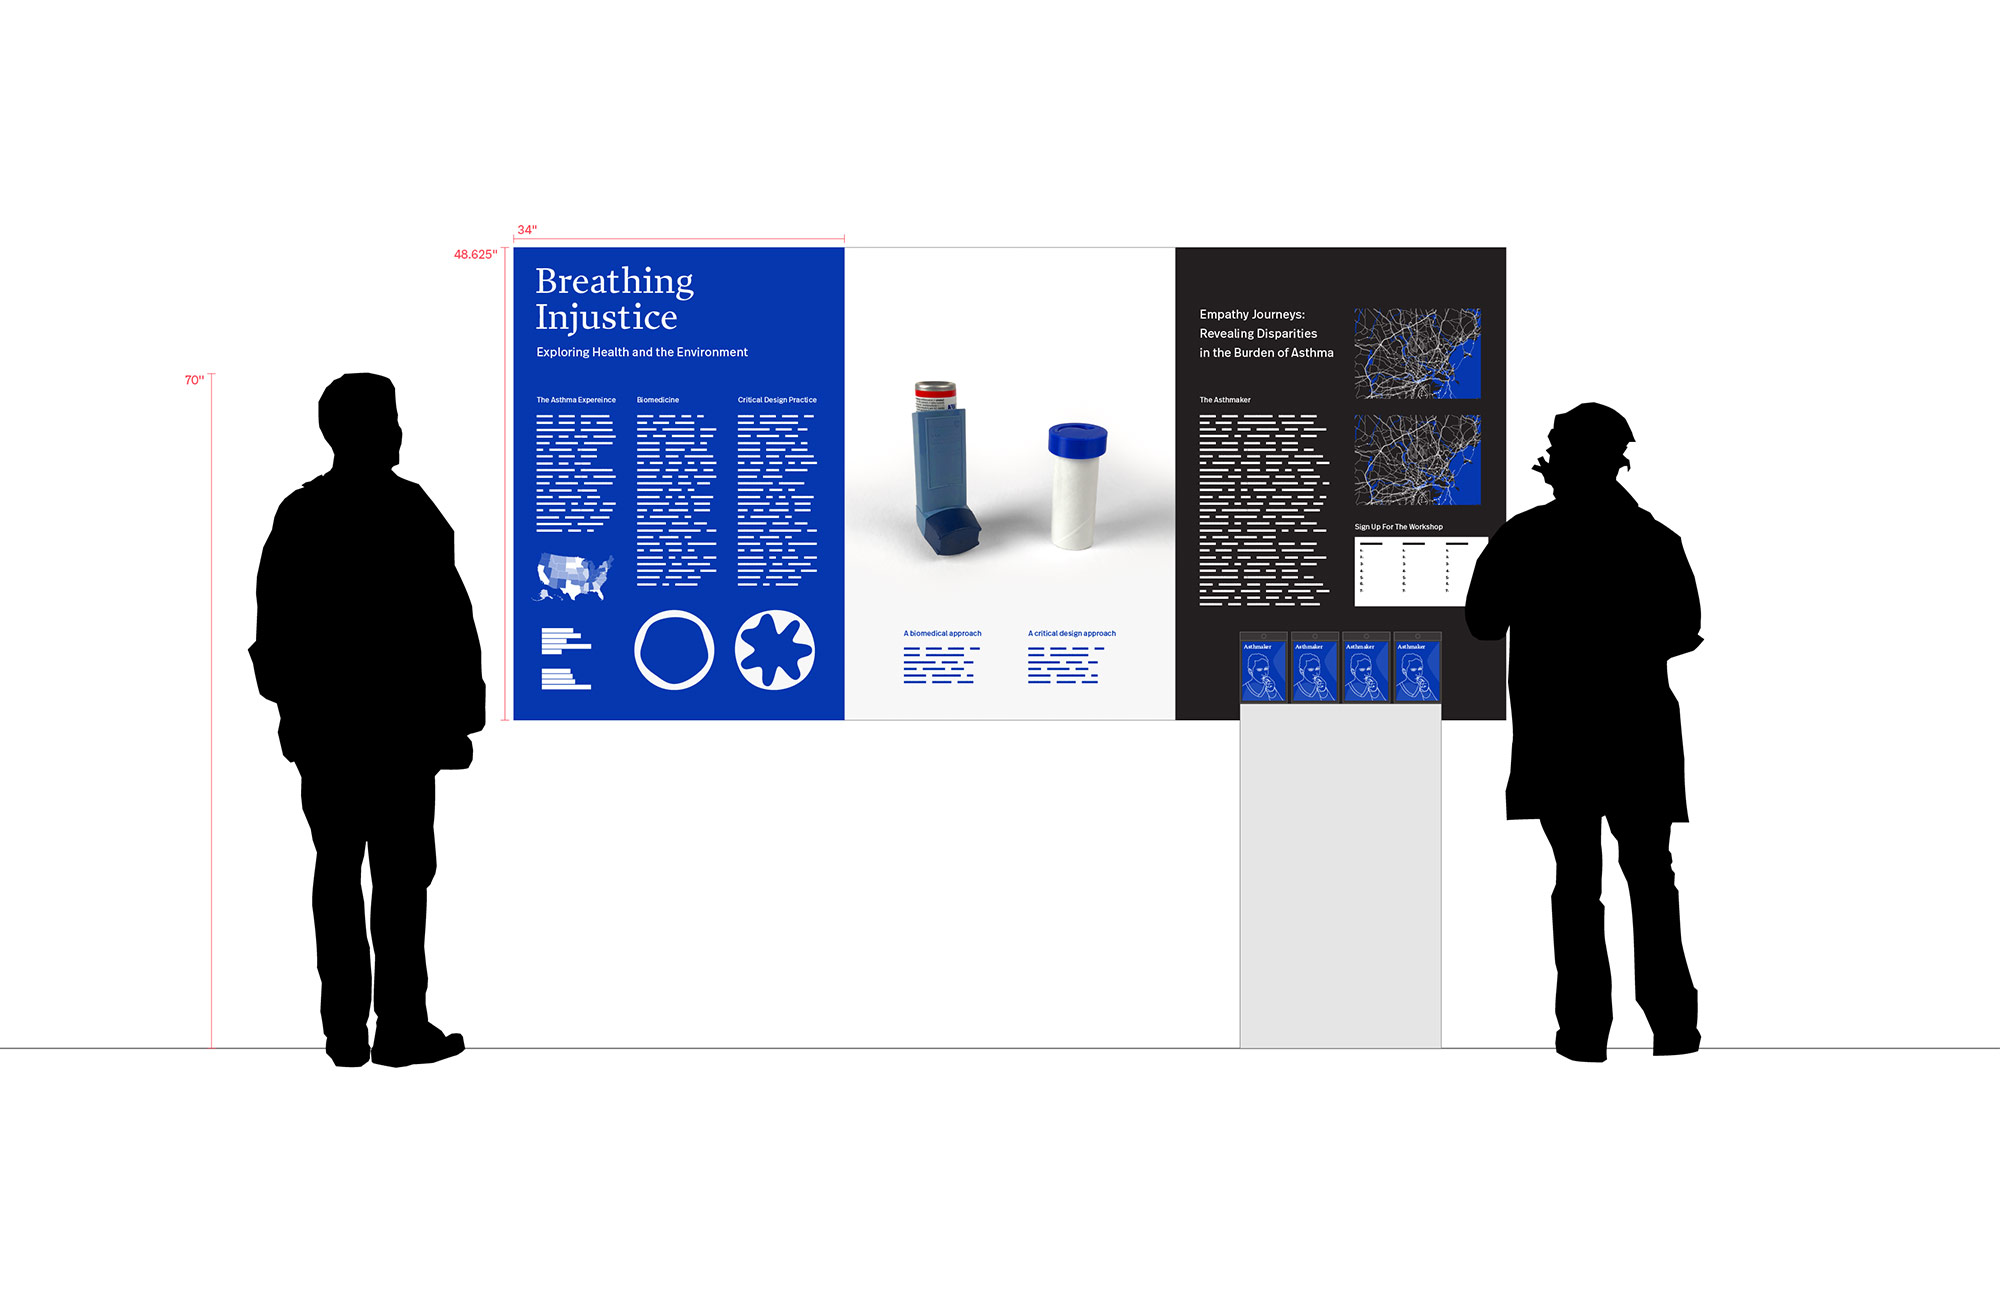 34"
48.625"
70"
Breathing
Injustice
Exploring Health and the Environment
The Asthma Expereince
Biomedicine
Critical Design Practice
A biomedical approach
A critical design approach
Empathy Journeys:
Revealing Disparities
in the Burden of Asthma
The Asthmaker
Sign Up For The Workshop
Asthmaker
Asthmaker
Asthmaker
Asthmaker